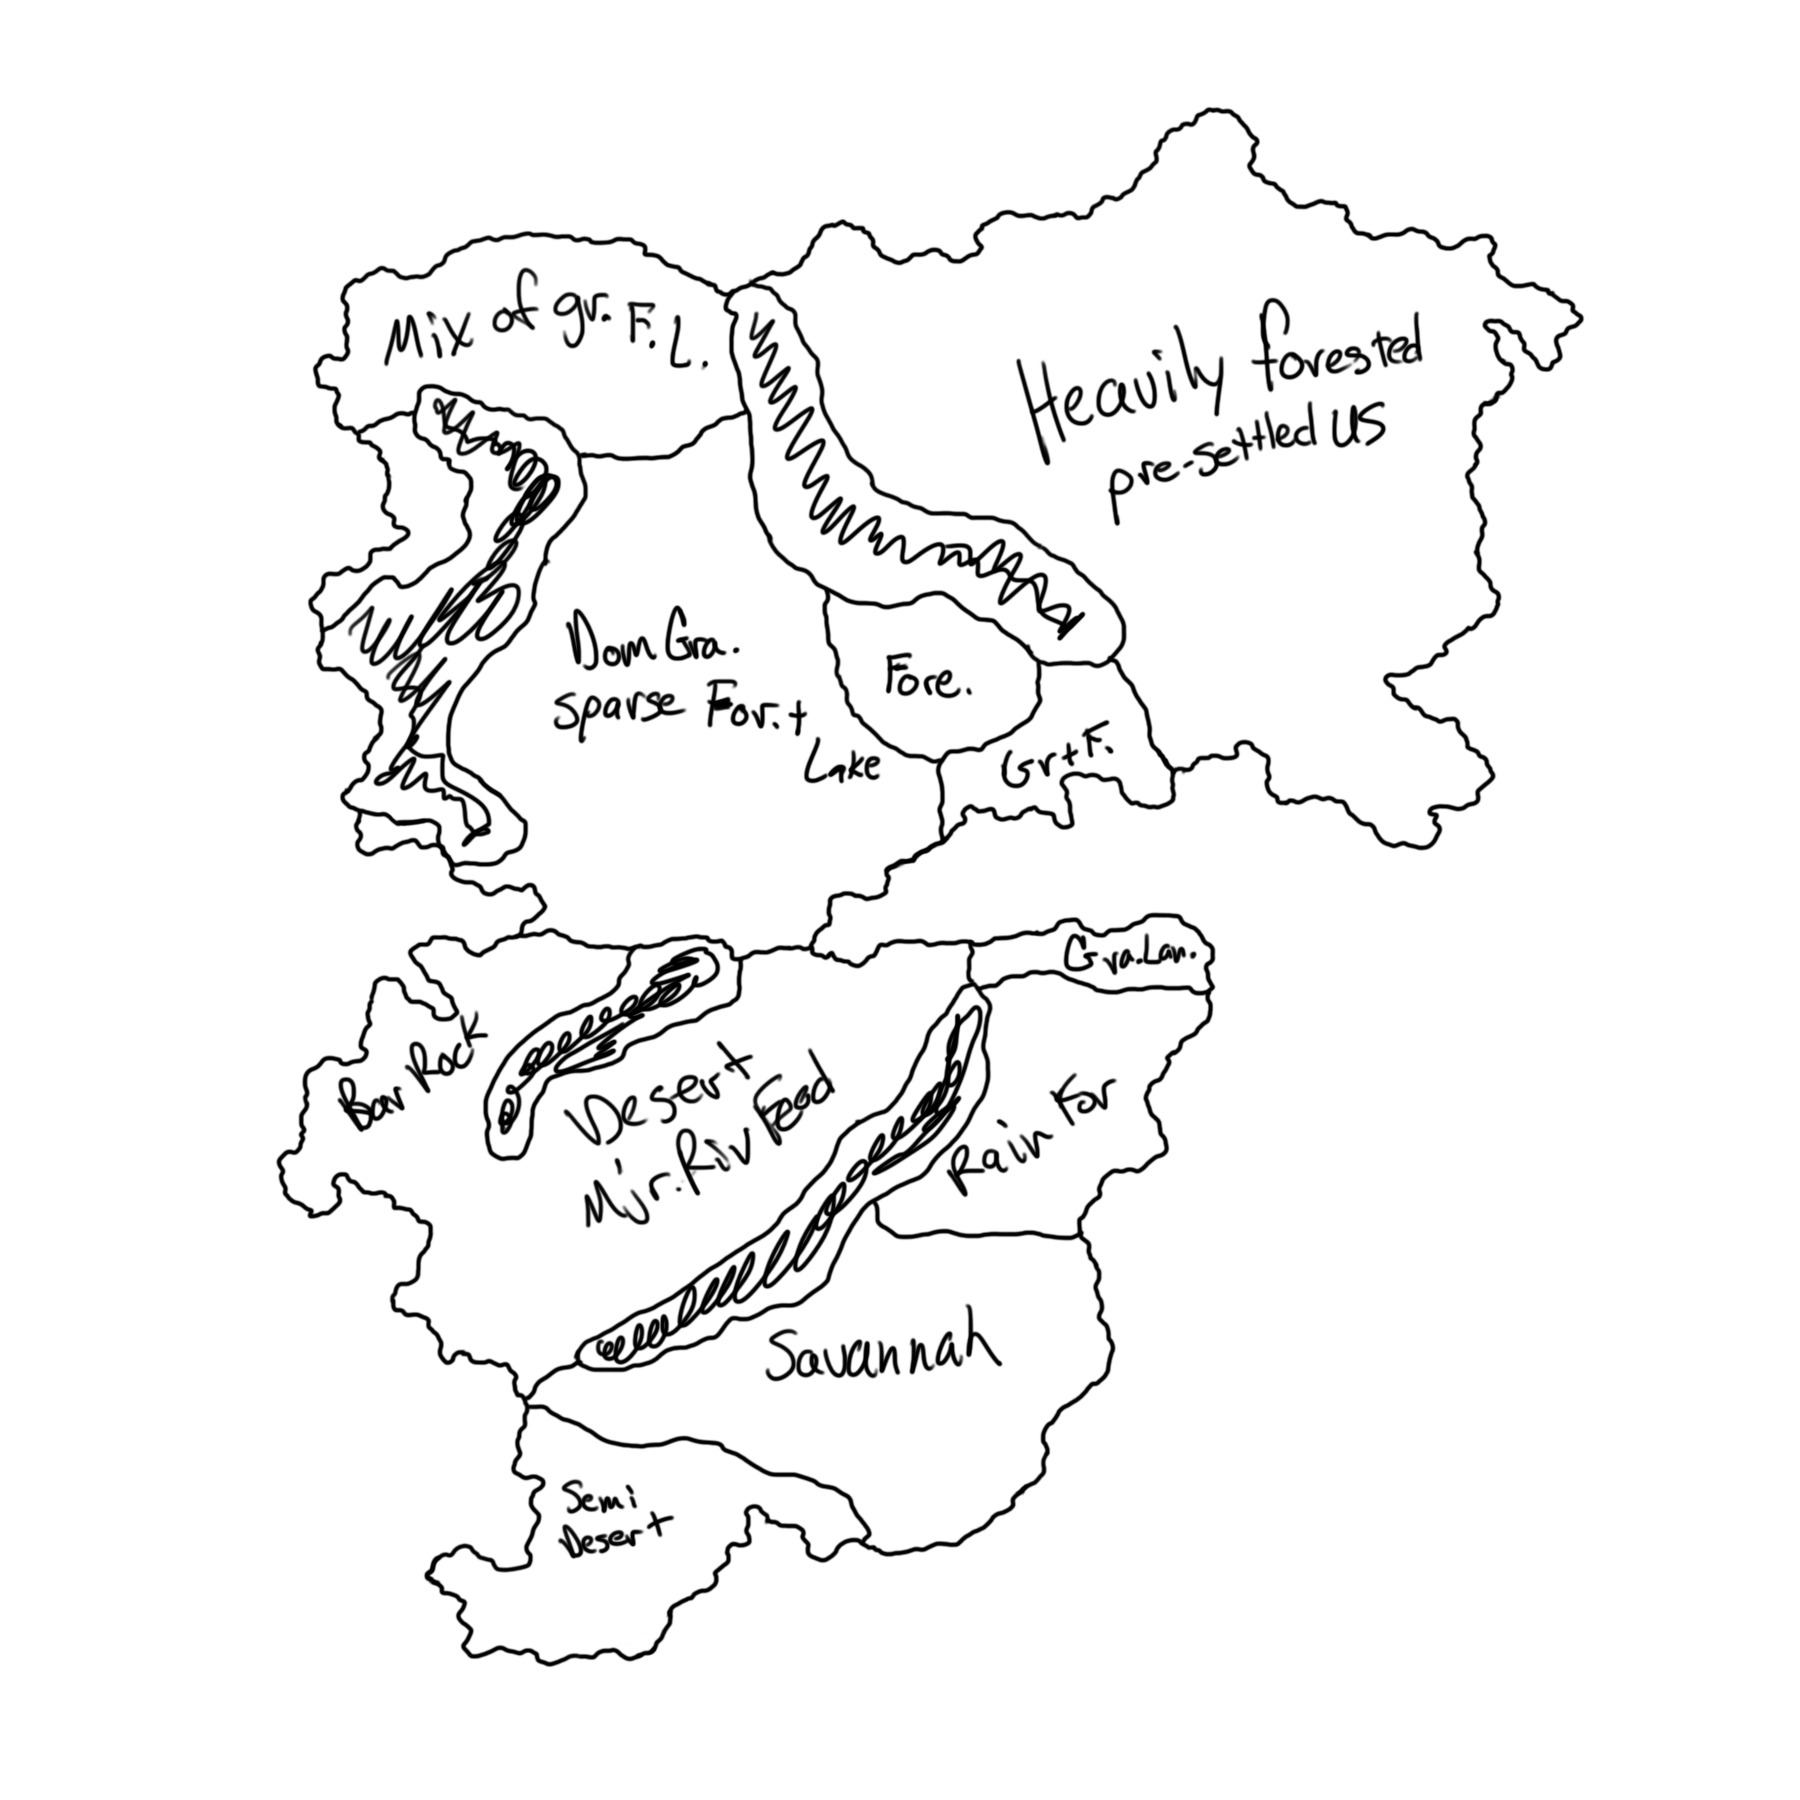 Mix of gr. F. L.
Heavily forested
pre-settled US
Dom Gra.
sparse For. +
Lake
Fore.
Gr + F.
Gra. Lan.
Bar Rock
Desert
Mjr. Riv Feed
Rain For
Savannah
Semi
Desert